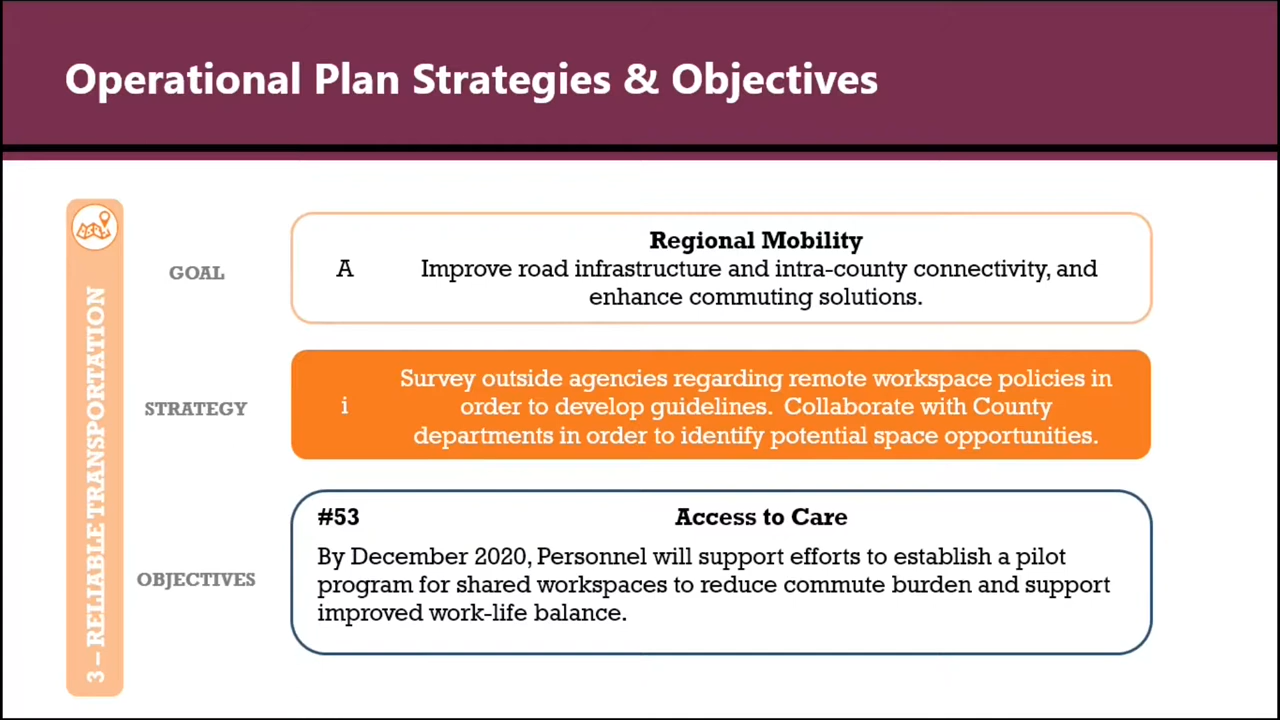 Operational Plan Strategies & Objectives
3 – RELIABLE TRANSPORTATION
GOAL
A
Regional Mobility
Improve road infrastructure and intra-county connectivity, and
enhance commuting solutions.
STRATEGY
i
Survey outside agencies regarding remote workspace policies in
order to develop guidelines.  Collaborate with County
departments in order to identify potential space opportunities.
OBJECTIVES
#53
Access to Care
By December 2020, Personnel will support efforts to establish a pilot
program for shared workspaces to reduce commute burden and support
improved work-life balance.